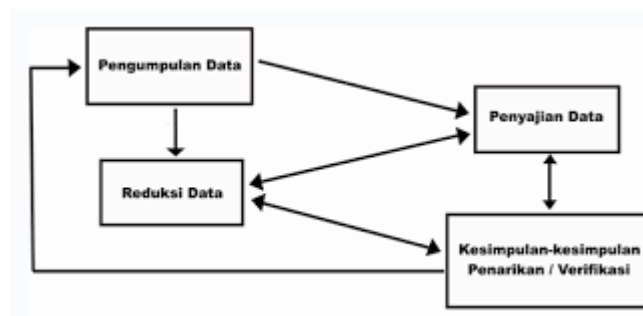 Pengumpulan Data
Penyajian Data
Reduksi Data
Kesimpulan-kesimpulan
Penarikan / Verifikasi